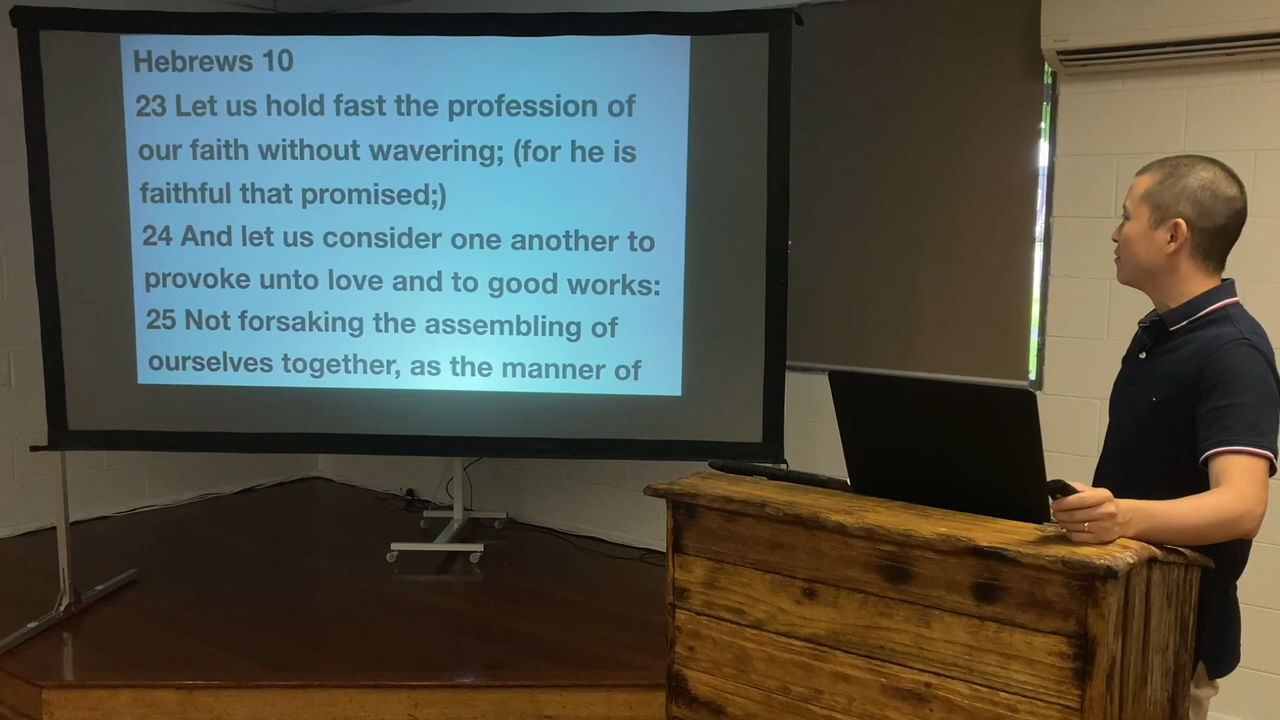 Hebrews 10
23 Let us hold fast the profession of
our faith without wavering; (for he is
faithful that promised;)
24 And let us consider one another to
provoke unto love and to good works:
25 Not forsaking the assembling of
ourselves together, as the manner of